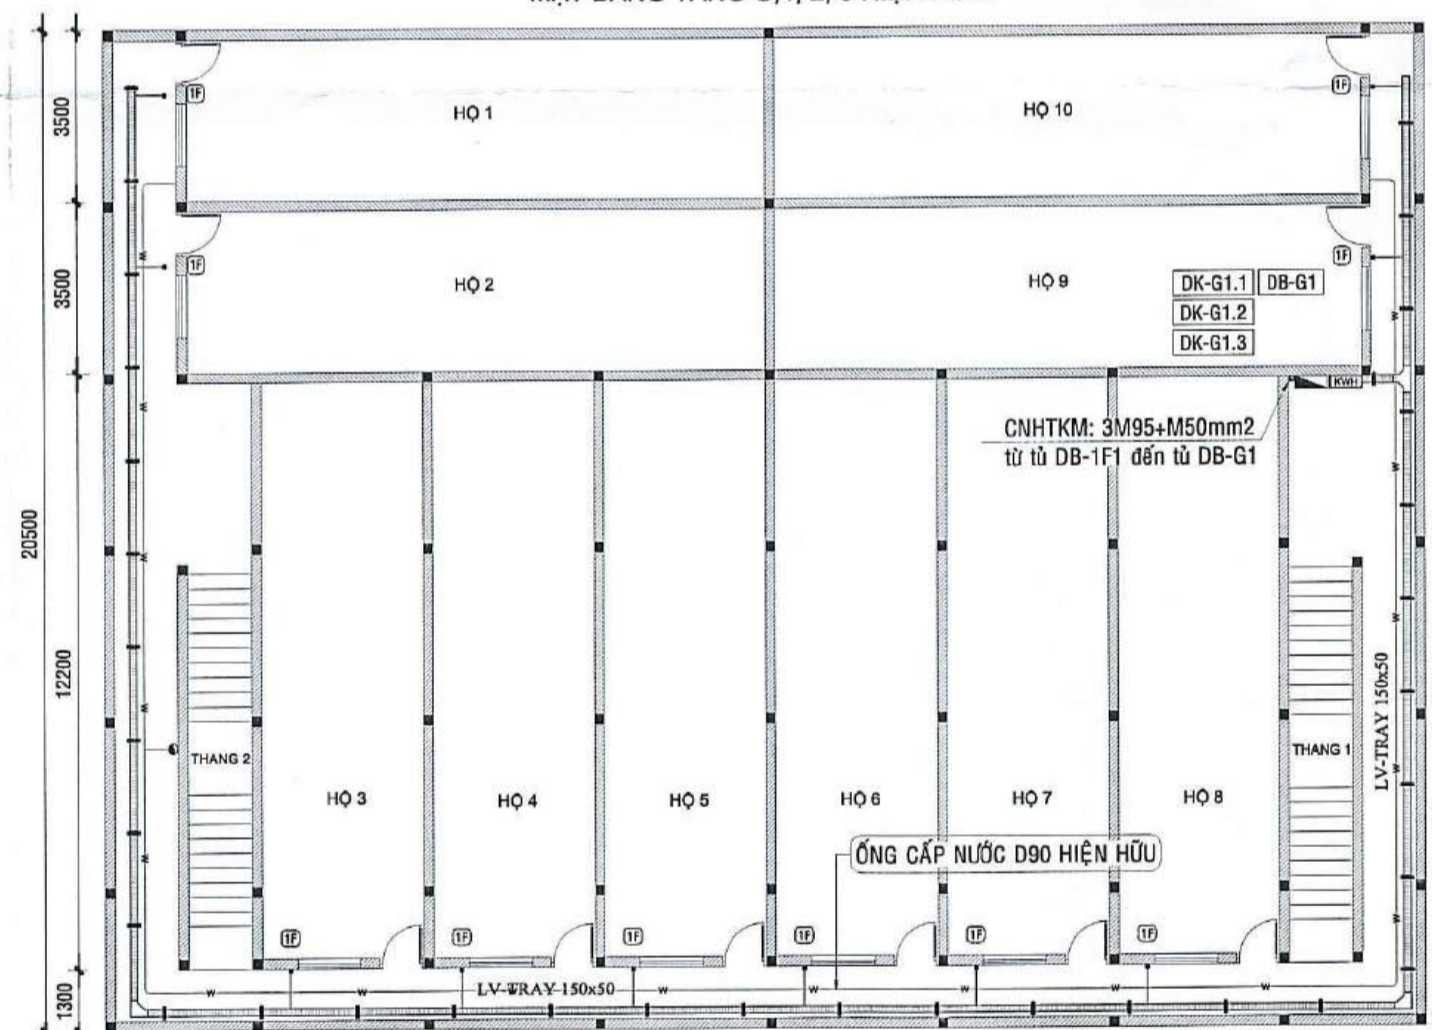 3500
1F
HỘ 1
HỘ 10
1F
3500
1F
HỘ 2
HỘ 9
1F
DK-G1.1
DB-G1
DK-G1.2
DK-G1.3
KWH
CNHTKM: 3M95+M50mm2
từ tủ DB-1F1 đến tủ DB-G1
20500
12200
LV-TRAY 150x50
THANG 2
THANG 1
HỘ 3
HỘ 4
HỘ 5
HỘ 6
HỘ 7
HỘ 8
ỐNG CẤP NƯỚC D90 HIỆN HỮU
1F
1F
1F
1F
1F
1F
1300
W
LV-TRAY 150x50
W
W
W
W
W